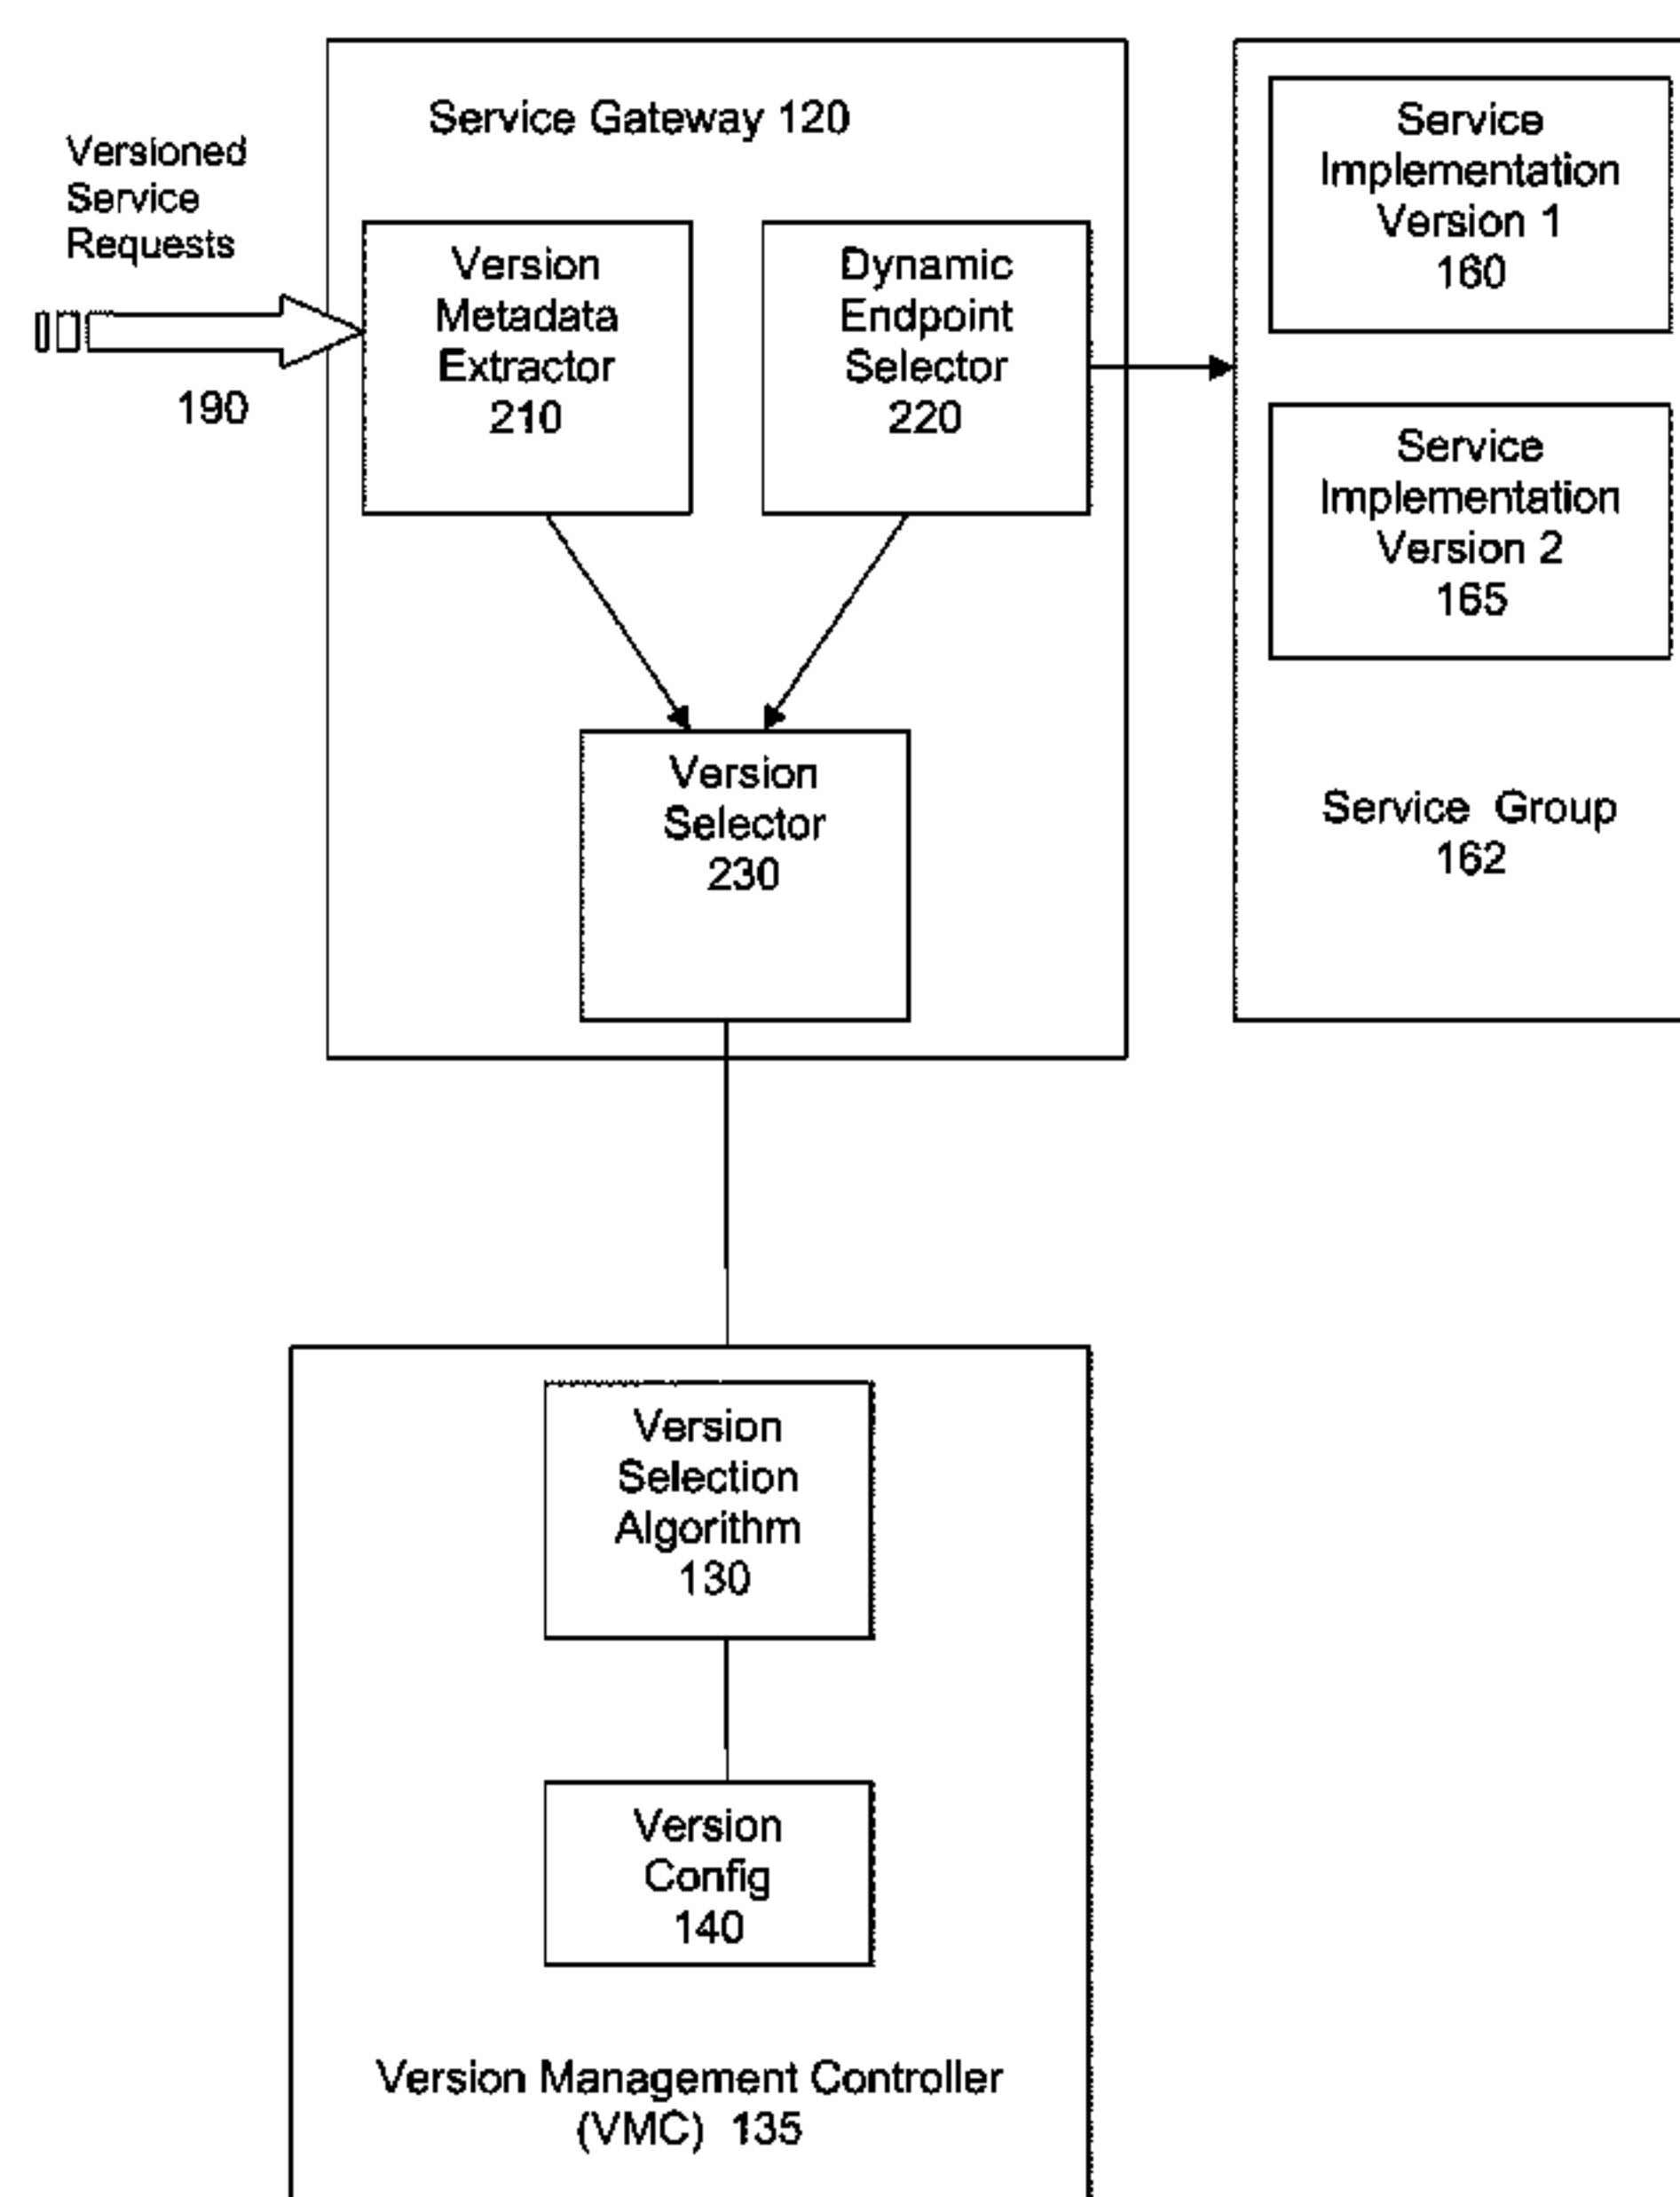 Service Gateway 120
Versioned
Service
Requests
190
Version
Metadata
Extractor
210
Dynamic
Endpoint
Selector
220
Version
Selector
230
Service
Implementation
Version 1
160
Service
Implementation
Version 2
165
Service Group
162
Version
Selection
Algorithm
130
Version
Config
140
Version Management Controller
(VMC) 135